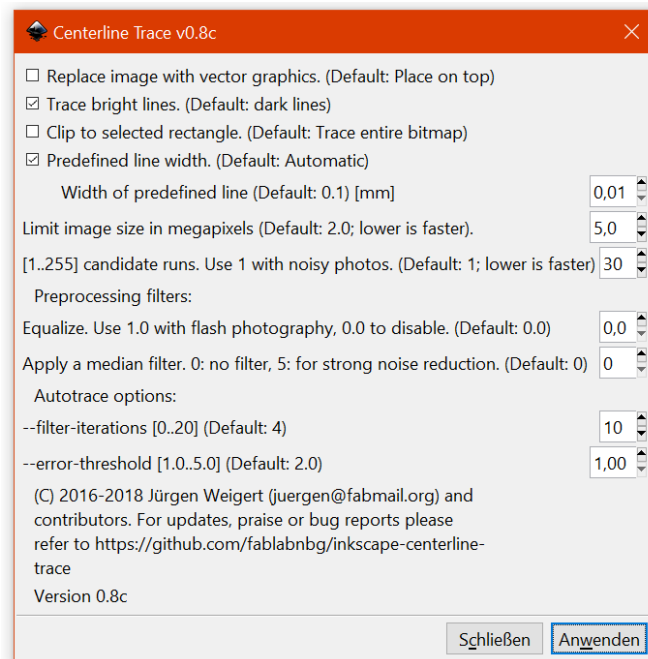 Centerline Trace v0.8c
Replace image with vector graphics. (Default: Place on top)
Trace bright lines. (Default: dark lines)
Clip to selected rectangle. (Default: Trace entire bitmap)
Predefined line width. (Default: Automatic)
Width of predefined line (Default: 0.1) [mm] 0,01
Limit image size in megapixels (Default: 2.0; lower is faster). 5,0
[1..255] candidate runs. Use 1 with noisy photos. (Default: 1; lower is faster) 30
Preprocessing filters:
Equalize. Use 1.0 with flash photography, 0.0 to disable. (Default: 0.0) 0,0
Apply a median filter. 0: no filter, 5: for strong noise reduction. (Default: 0) 0
Autotrace options:
--filter-iterations [0..20] (Default: 4) 10
--error-threshold [1.0..5.0] (Default: 2.0) 1,00
(C) 2016-2018 Jürgen Weigert (juergen@fabmail.org) and
contributors. For updates, praise or bug reports please
refer to https://github.com/fablabnbg/inkscape-centerline-
trace
Version 0.8c
Schließen Anwenden